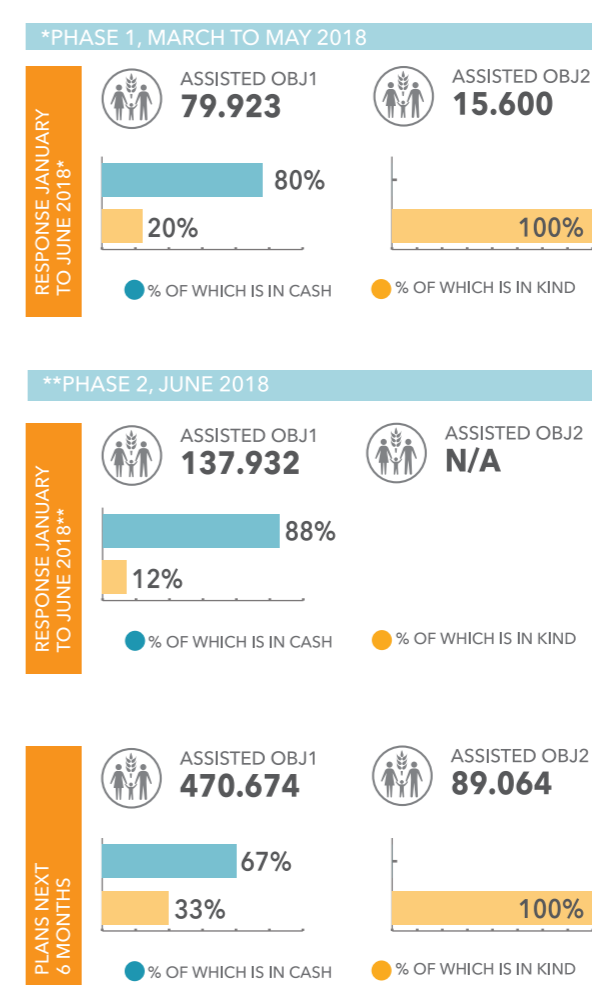 *PHASE 1, MARCH TO MAY 2018
RESPONSE JANUARY
TO JUNE 2018*
ASSISTED OBJ1
79.923
ASSISTED OBJ2
15.600
80%
20%
100%
% OF WHICH IS IN CASH
% OF WHICH IS IN KIND
**PHASE 2, JUNE 2018
RESPONSE JANUARY
TO JUNE 2018**
ASSISTED OBJ1
137.932
ASSISTED OBJ2
N/A
88%
12%
% OF WHICH IS IN CASH
% OF WHICH IS IN KIND
PLANS NEXT
6 MONTHS
ASSISTED OBJ1
470.674
ASSISTED OBJ2
89.064
67%
33%
100%
% OF WHICH IS IN CASH
% OF WHICH IS IN KIND